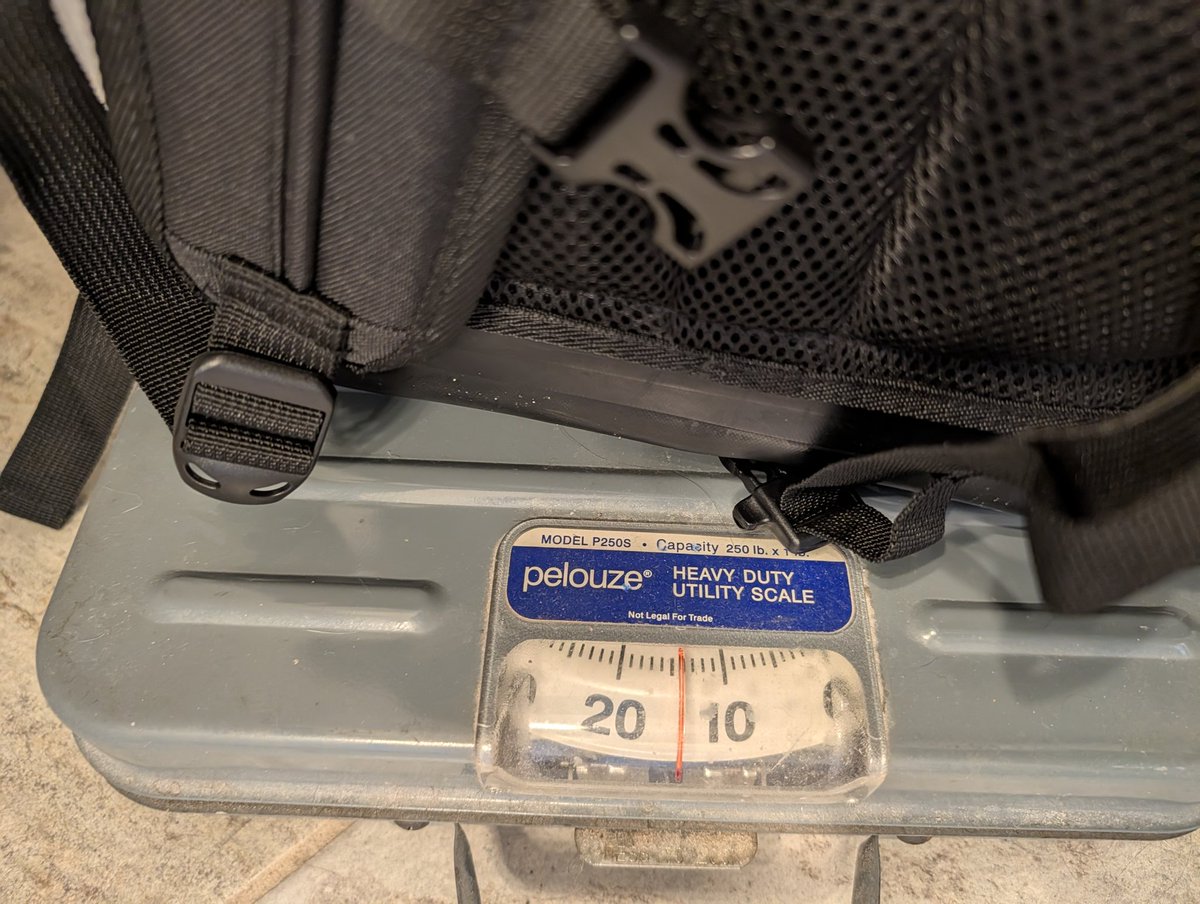 MODEL P250S • Capacity 250 lb. x 1 lb.
pelouze® HEAVY DUTY
UTILITY SCALE
Not Legal For Trade
20 10